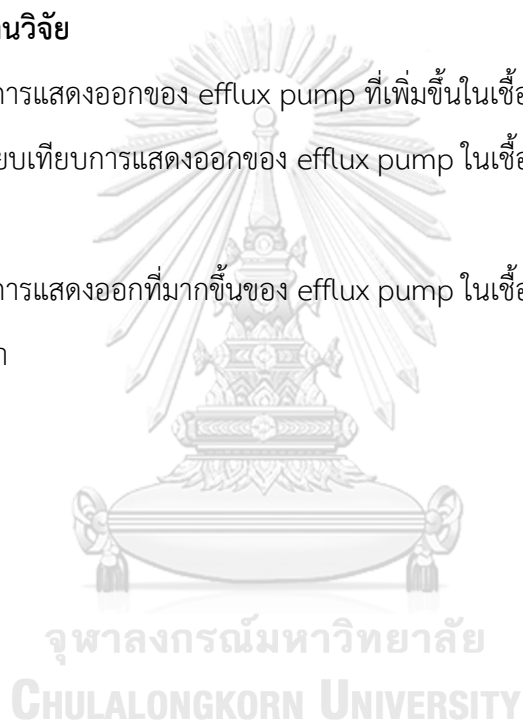 านวิจัย
การแสดงออกของ efflux pump ที่เพิ่มขึ้นในเชื้อ
ยบเทียบการแสดงออกของ efflux pump ในเชื้อ
การแสดงออกที่มากขึ้นของ efflux pump ในเชื้อ
า
จุฬาลงกรณ์มหาวิทยาลัย
CHULALONGKORN UNIVERSITY